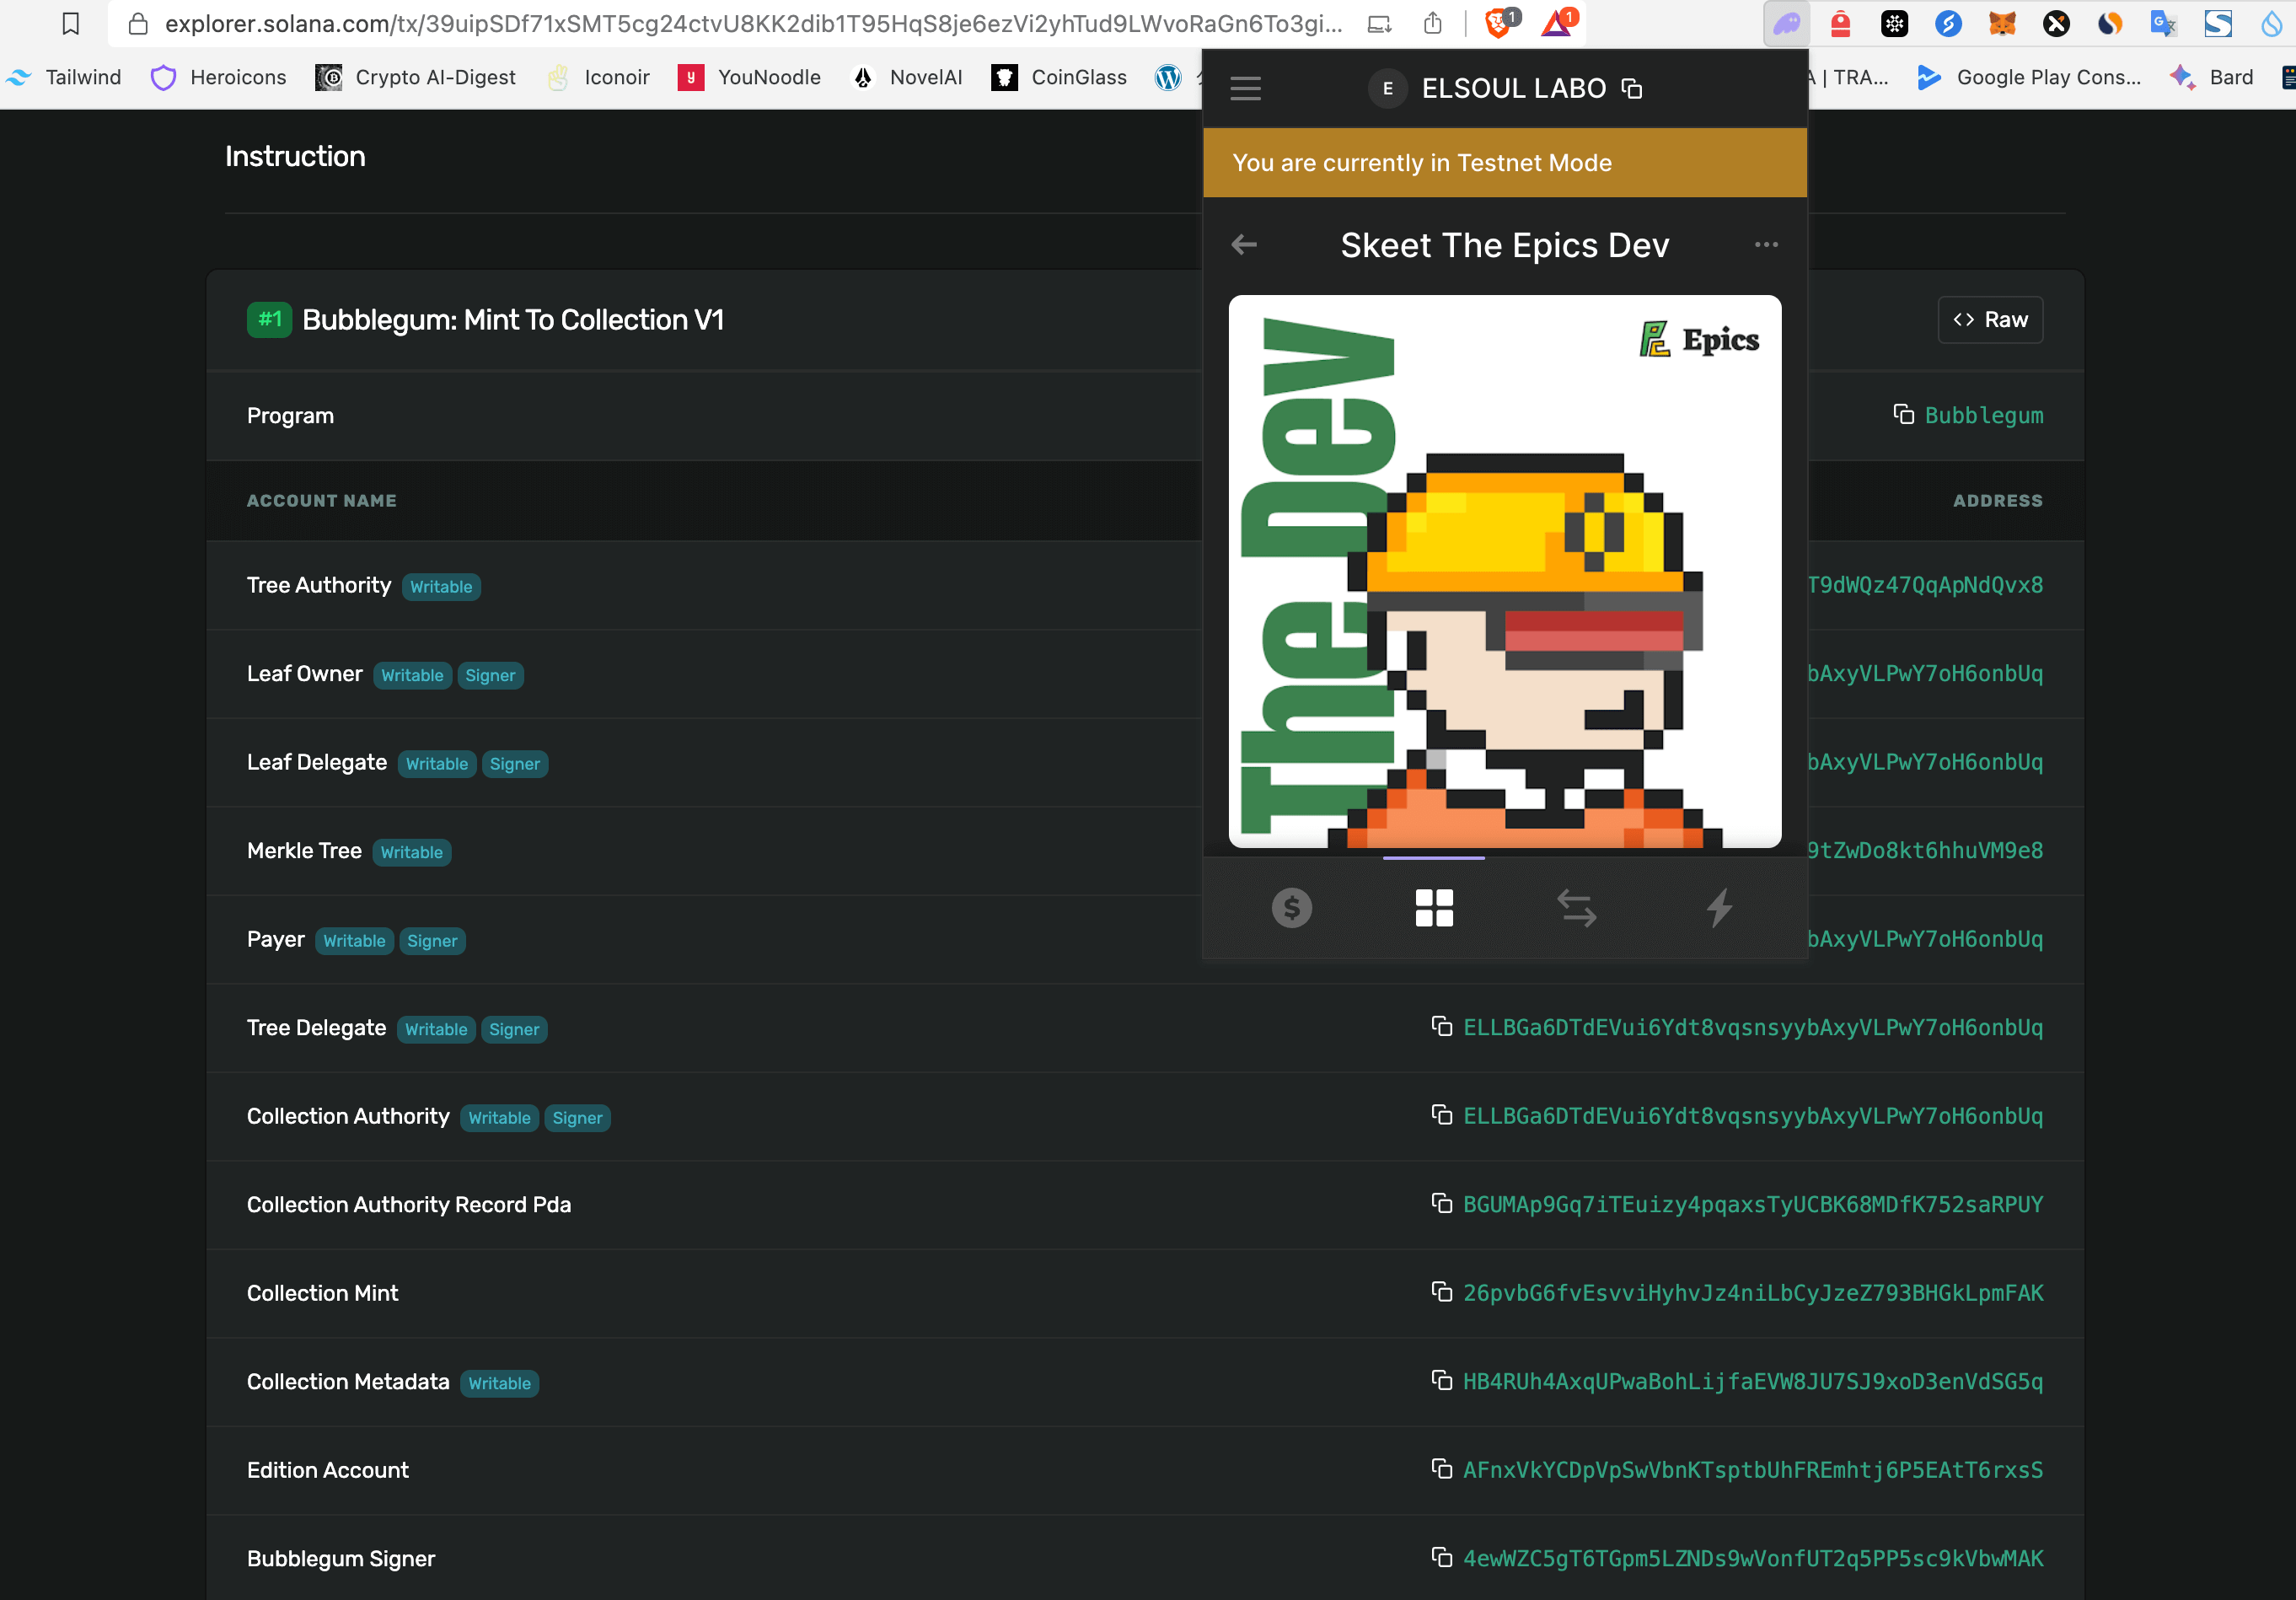 explorer.solana.com/tx/39uipSDf71xSMT5cg24ctvU8KK2dib1T95HqS8je6ezVi2yhTud9LWvoRaGn6To3gi...
1
1
Tailwind
Heroicons
Crypto AI-Digest
Iconoir
YouNoodle
NovelAI
CoinGlass
A | TRA...
Google Play Cons...
Bard
E
ELSOUL LABO
You are currently in Testnet Mode
Skeet The Epics Dev
Epics
The Dev
Instruction
#1 Bubblegum: Mint To Collection V1
Raw
Program
Bubblegum
ACCOUNT NAME
ADDRESS
Tree Authority Writable
T9dWQz47QqApNdQvx8
Leaf Owner Writable Signer
bAxyVLPwY7oH6onbUq
Leaf Delegate Writable Signer
bAxyVLPwY7oH6onbUq
Merkle Tree Writable
9tZwDo8kt6hhuVM9e8
Payer Writable Signer
bAxyVLPwY7oH6onbUq
Tree Delegate Writable Signer
ELLBGa6DTdEVui6Ydt8vqsnsyybAxyVLPwY7oH6onbUq
Collection Authority Writable Signer
ELLBGa6DTdEVui6Ydt8vqsnsyybAxyVLPwY7oH6onbUq
Collection Authority Record Pda
BGUMAp9Gq7iTEuizy4pqaxsTyUCBK68MDfK752saRPUY
Collection Mint
26pvbG6fvEsvviHyhvJz4niLbCyJzeZ793BHGkLpmFAK
Collection Metadata Writable
HB4RUh4AxqUPwaBohLijfaEVW8JU7SJ9xoD3enVdSG5q
Edition Account
AFnxVkYCDpVpSwVbnKTsptbUhFREmhtj6P5EAtT6rxsS
Bubblegum Signer
4ewWZC5gT6TGpm5LZNDs9wVonfUT2q5PP5sc9kVbwMAK